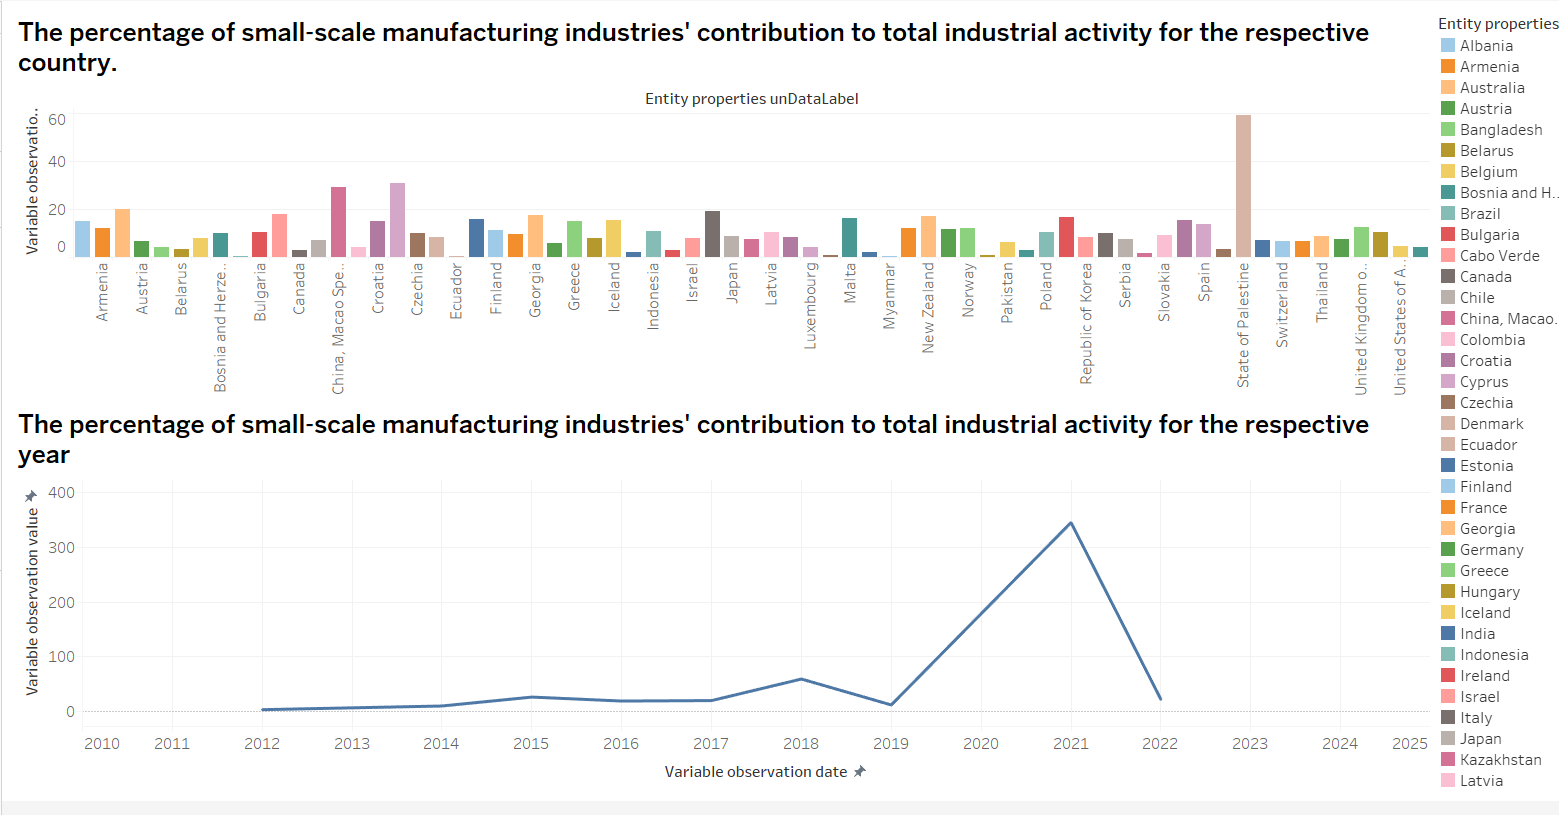 The percentage of small-scale manufacturing industries' contribution to total industrial activity for the respective
country.
Entity properties unDataLabel
Variable observatio..
60
40
20
0
Armenia
Austria
Belarus
Bosnia and Herze..
Bulgaria
Canada
China, Macao Spe..
Croatia
Czechia
Ecuador
Finland
Georgia
Greece
Iceland
Indonesia
Israel
Japan
Latvia
Luxembourg
Malta
Myanmar
New Zealand
Norway
Pakistan
Poland
Republic of Korea
Serbia
Slovakia
Spain
State of Palestine
Switzerland
Thailand
United Kingdom o..
United States of A..
The percentage of small-scale manufacturing industries' contribution to total industrial activity for the respective
year
Variable observation value
400
300
200
100
0
2010 2011 2012 2013 2014 2015 2016 2017 2018 2019 2020 2021 2022 2023 2024 2025
Variable observation date
Entity properties
Albania
Armenia
Australia
Austria
Bangladesh
Belarus
Belgium
Bosnia and H..
Brazil
Bulgaria
Cabo Verde
Canada
Chile
China, Macao.
Colombia
Croatia
Cyprus
Czechia
Denmark
Ecuador
Estonia
Finland
France
Georgia
Germany
Greece
Hungary
Iceland
India
Indonesia
Ireland
Israel
Italy
Japan
Kazakhstan
Latvia